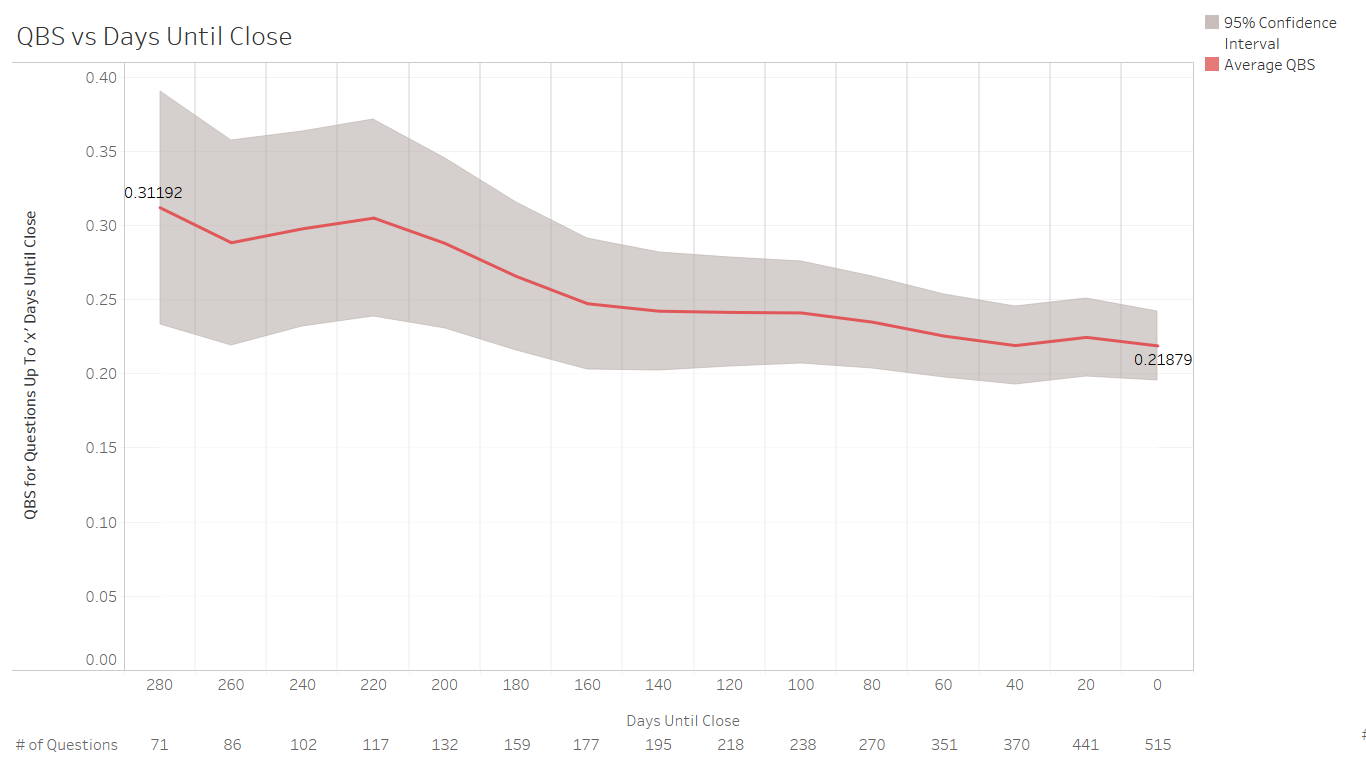 QBS vs Days Until Close
95% Confidence
Interval
Average QBS
QBS for Questions Up To ‘x’ Days Until Close
0.40
0.35
0.30
0.25
0.20
0.15
0.10
0.05
0.00
0.31192
0.21879
280 260 240 220 200 180 160 140 120 100 80 60 40 20 0
Days Until Close
# of Questions 71 86 102 117 132 159 177 195 218 238 270 351 370 441 515